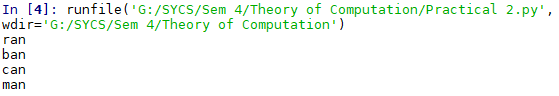 In [4]: runfile('G:/SYCS/Sem 4/Theory of Computation/Practical 2.py',
wdir='G:/SYCS/Sem 4/Theory of Computation')
ran
ban
can
man